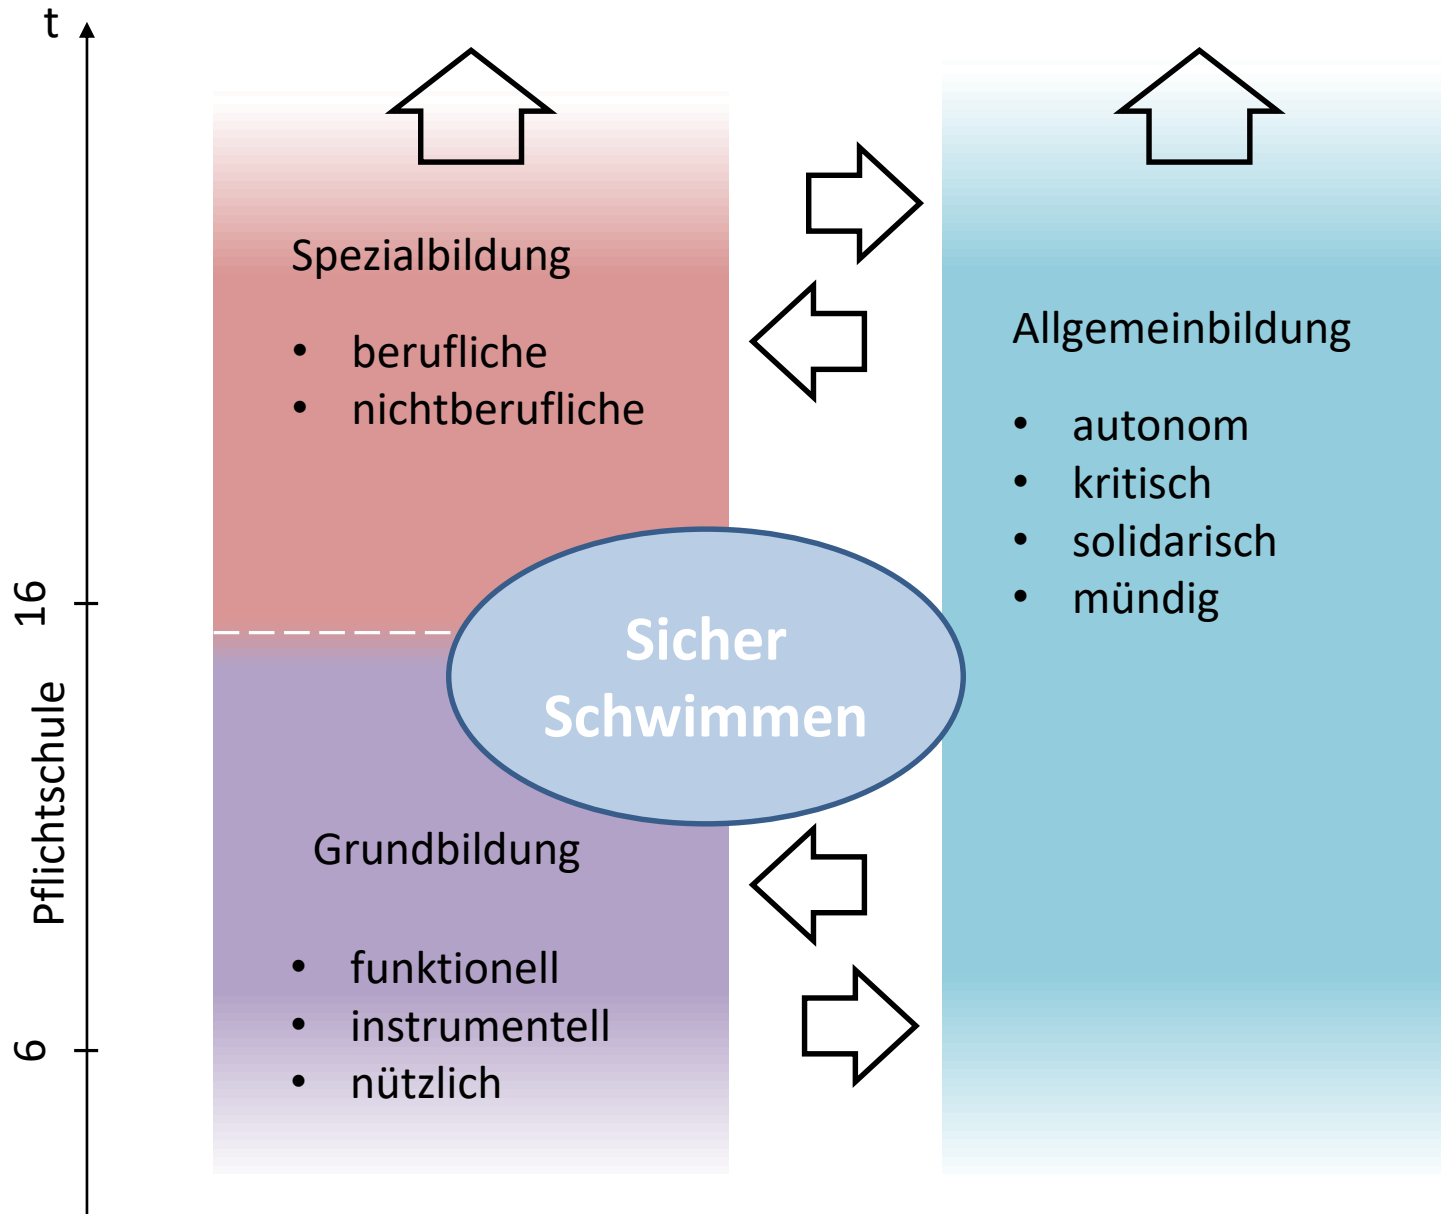 t
Spezialbildung
• berufliche
• nichtberufliche
Allgemeinbildung
• autonom
• kritisch
• solidarisch
• mündig
16
Pflichtschule
6
Sicher
Schwimmen
Grundbildung
• funktionell
• instrumentell
• nützlich